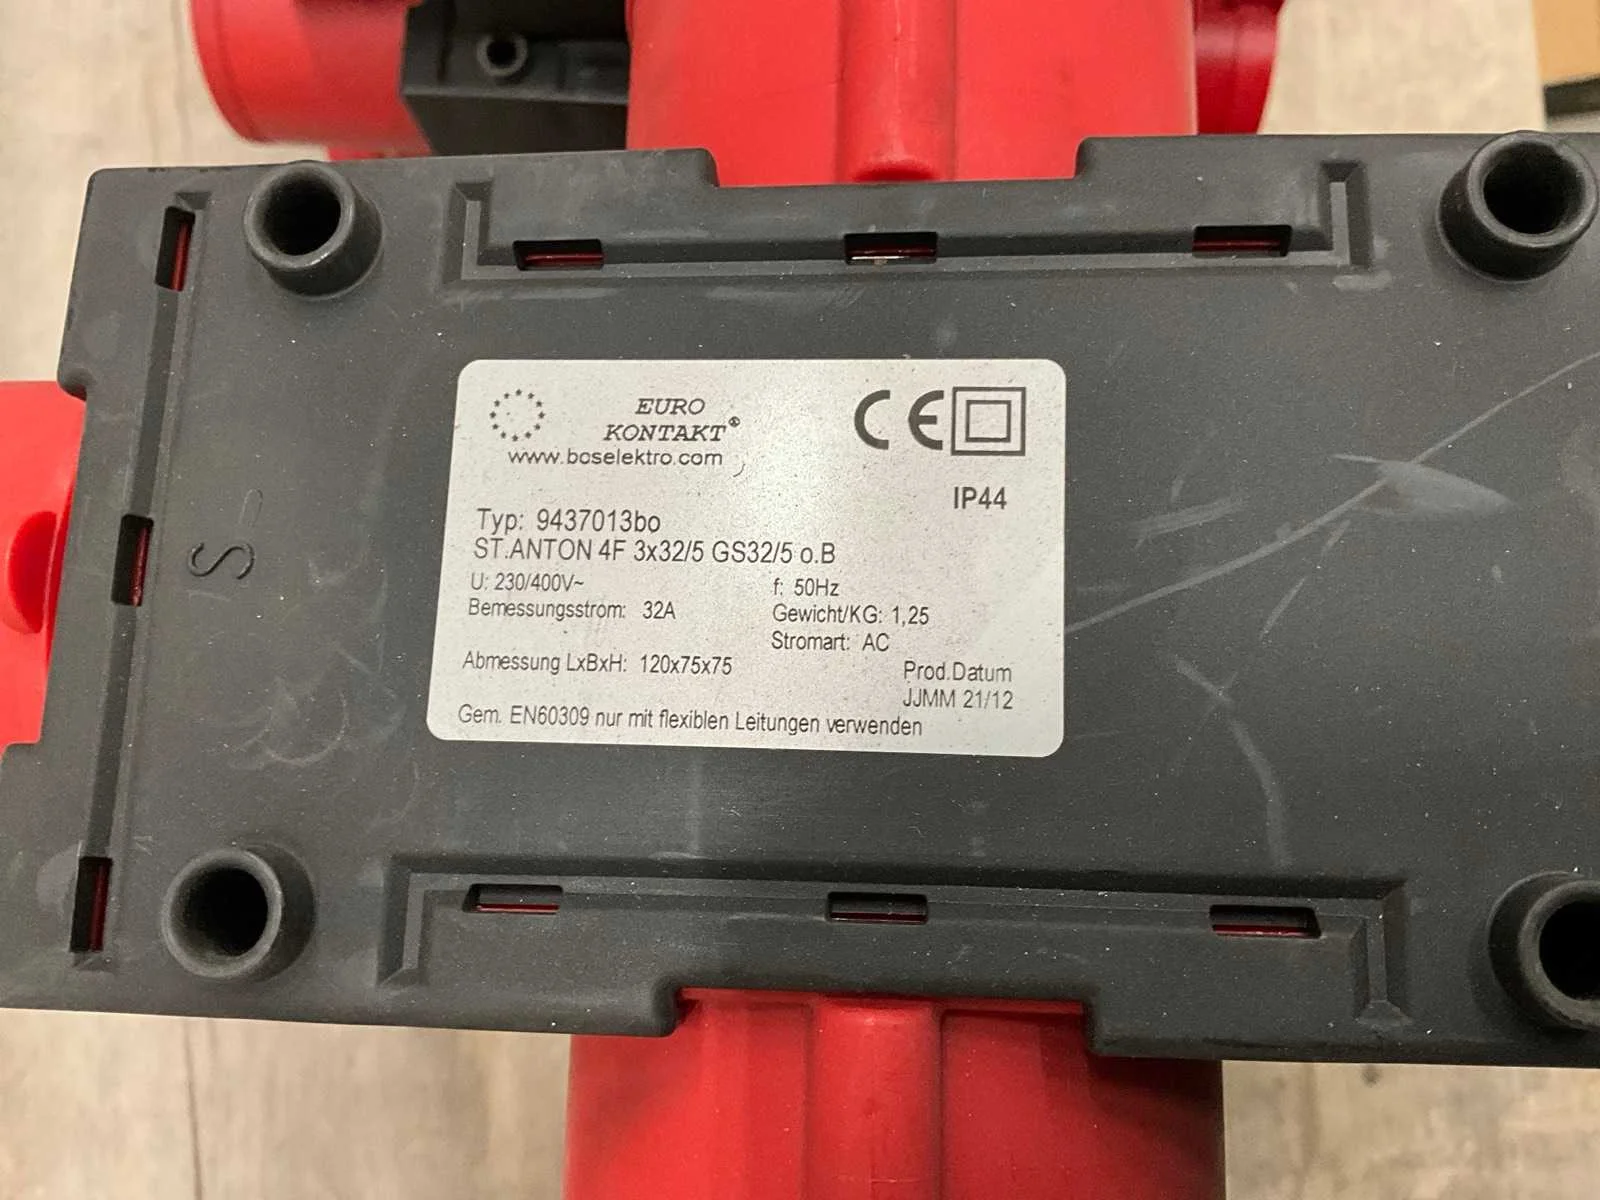 EURO
KONTAKT®
www.boselektro.com
CE
IP44
Typ: 9437013bo
ST.ANTON 4F 3x32/5 GS32/5 o.B
U: 230/400V~ f: 50Hz
Bemessungsstrom: 32A Gewicht/KG: 1,25
Stromart: AC
Abmessung LxBxH: 120x75x75 Prod.Datum
JJMM 21/12
Gem. EN60309 nur mit flexiblen Leitungen verwenden
S-